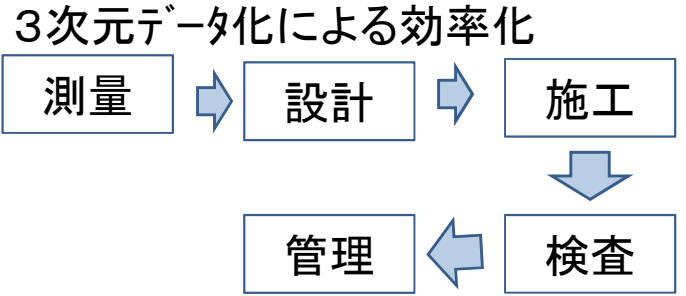 ３次元ﾃﾞｰﾀ化による効率化
測量
設計
施工
検査
管理